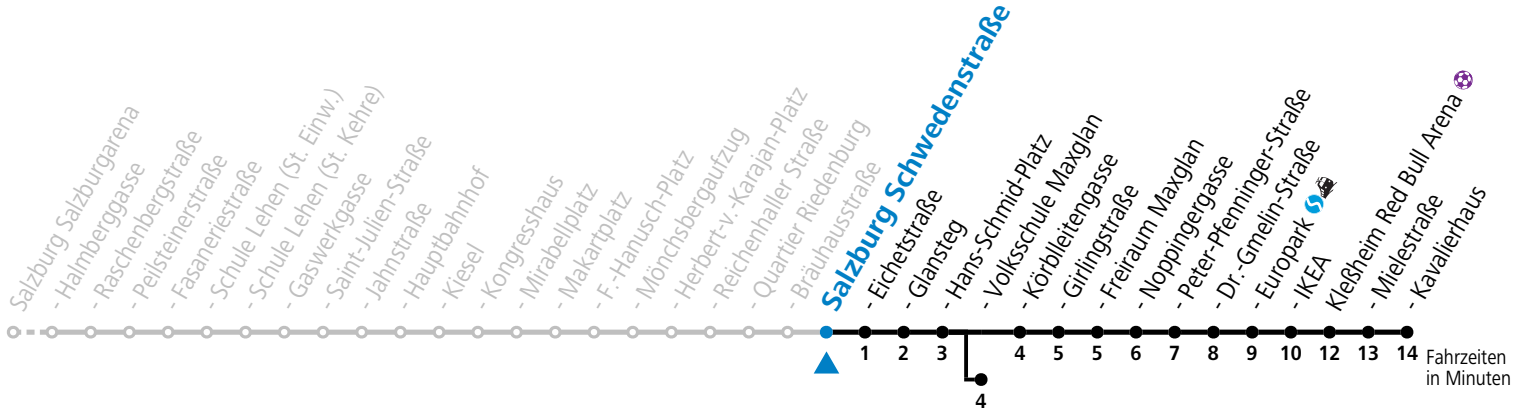 Salzburg Salzburgarena
- Halmberggasse
- Raschenbergstraße
- Peilsteinerstraße
- Fasaneriestraße
- Schule Lehen (St. Einw.)
- Schule Lehen (St. Kehre)
- Gaswerkgasse
- Saint-Julien-Straße
- Jahnstraße
- Hauptbahnhof
- Kiesel
- Kongresshaus
- Mirabellplatz
- Makartplatz
- F.-Hanusch-Platz
- Mönchsbergaufzug
- Herbert-v.-Karajan-Platz
- Reichenhaller Straße
- Quartier Riedenburg
- Bräuhausstraße
Salzburg Schwedenstraße
- Eichetstraße
- Glansteg
- Hans-Schmid-Platz
- Volksschule Maxglan
- Körblleitengasse
- Girlingstraße
- Freiraum Maxglan
- Noppingergasse
- Peter-Pfenninger-Straße
- Dr.-Gmelin-Straße
- Europark
- IKEA
Kleßheim Red Bull Arena
- Mielestraße
- Kavalierhaus
1 2 3 4 5 5 6 7 8 9 10 12 13 14
4
Fahrzeiten
in Minuten